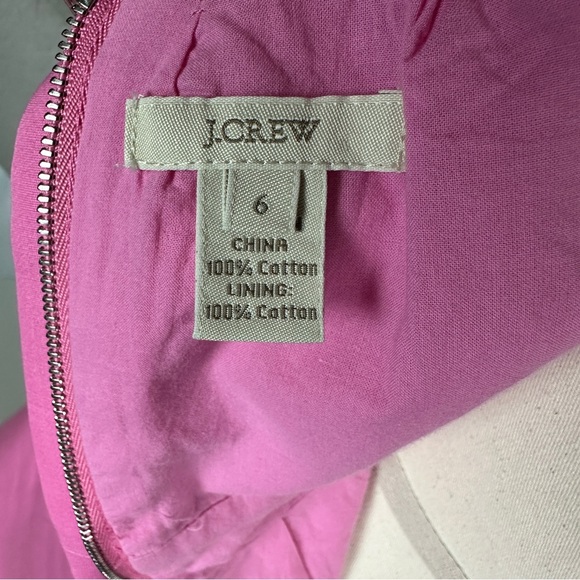 J.CREW
6
CHINA
100% Cotton
LINING:
100% Cotton